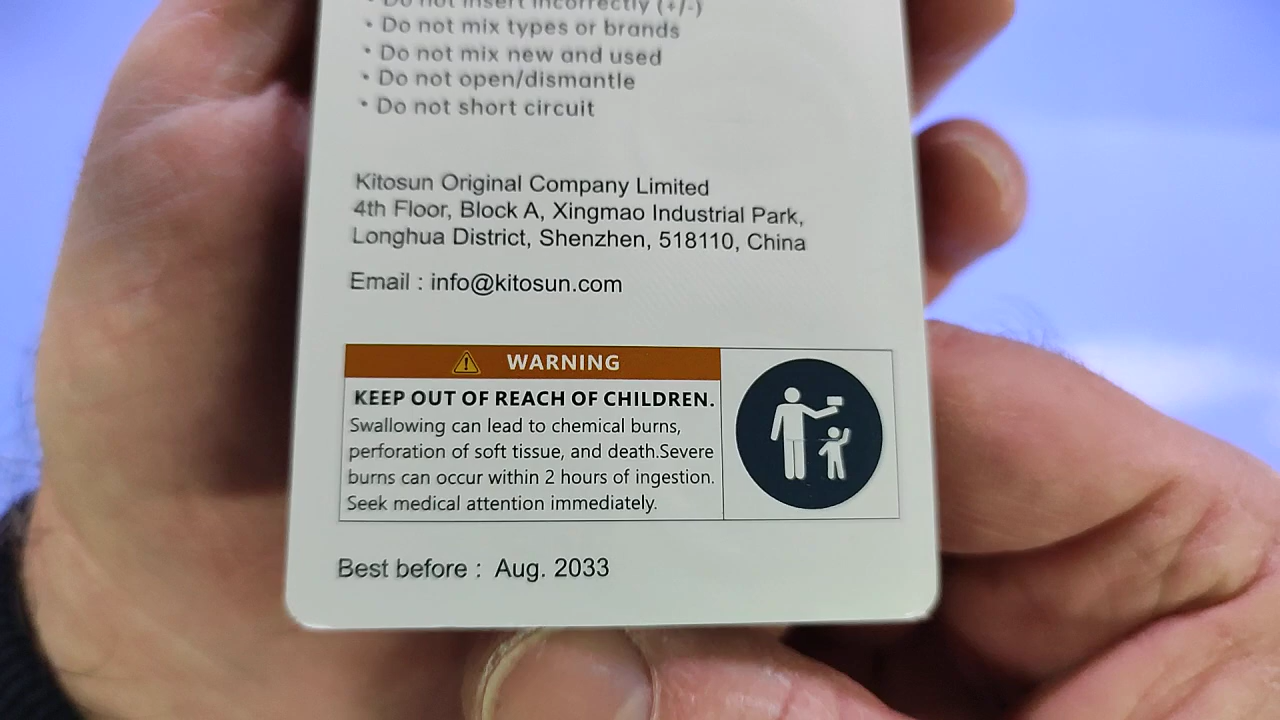 • Do not insert incorrectly (+/-)
• Do not mix types or brands
• Do not mix new and used
• Do not open/dismantle
• Do not short circuit
Kitosun Original Company Limited
4th Floor, Block A, Xingmao Industrial Park,
Longhua District, Shenzhen, 518110, China
Email : info@kitosun.com
WARNING
KEEP OUT OF REACH OF CHILDREN.
Swallowing can lead to chemical burns,
perforation of soft tissue, and death.Severe
burns can occur within 2 hours of ingestion.
Seek medical attention immediately.
Best before : Aug. 2033